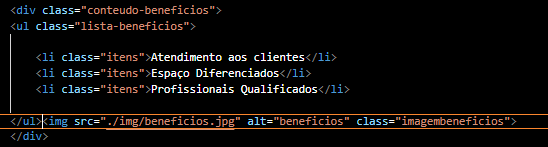 <div class="conteudo-beneficios">
<ul class="lista-beneficios">
<li class="itens">Atendimento aos clientes</li>
<li class="itens">Espaço Diferenciados</li>
<li class="itens">Profissionais Qualificados</li>
</ul><img src="./img/beneficios.jpg" alt="beneficios" class="imagembeneficios">
</div>